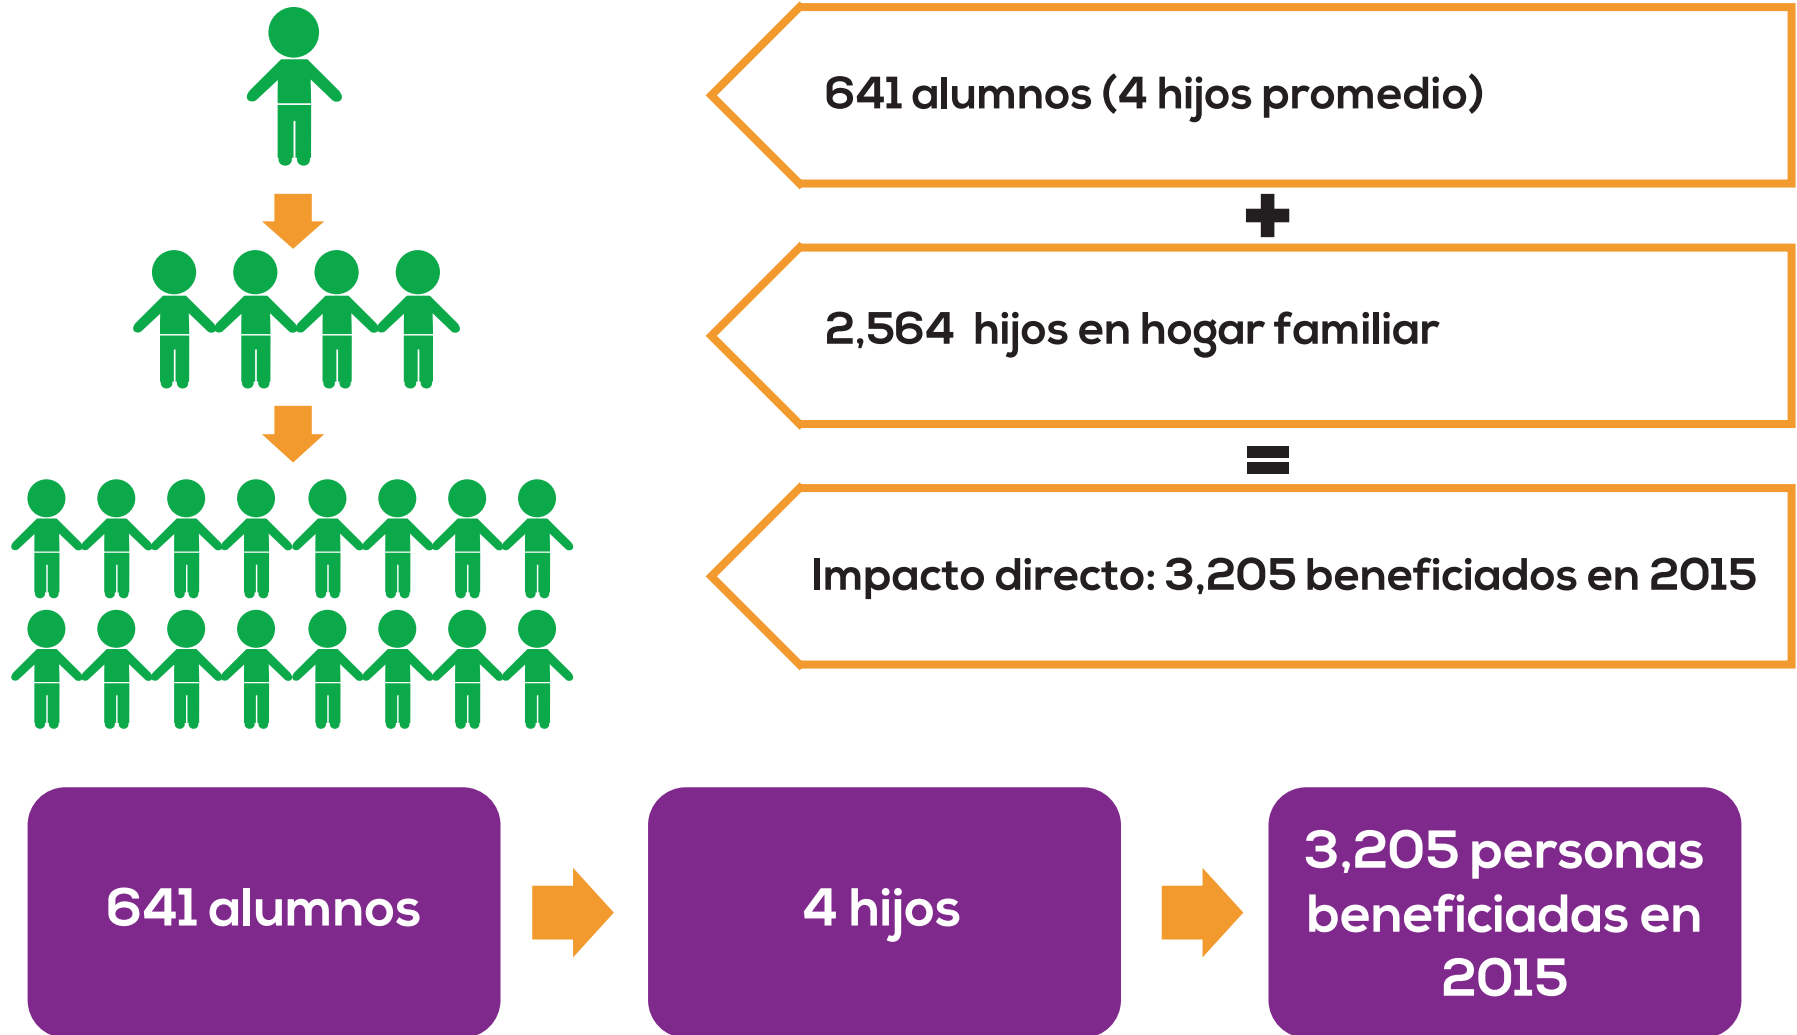 641 alumnos (4 hijos promedio)
+
2,564 hijos en hogar familiar
=
Impacto directo: 3,205 beneficiados en 2015
641 alumnos
4 hijos
3,205 personas
beneficiadas en
2015